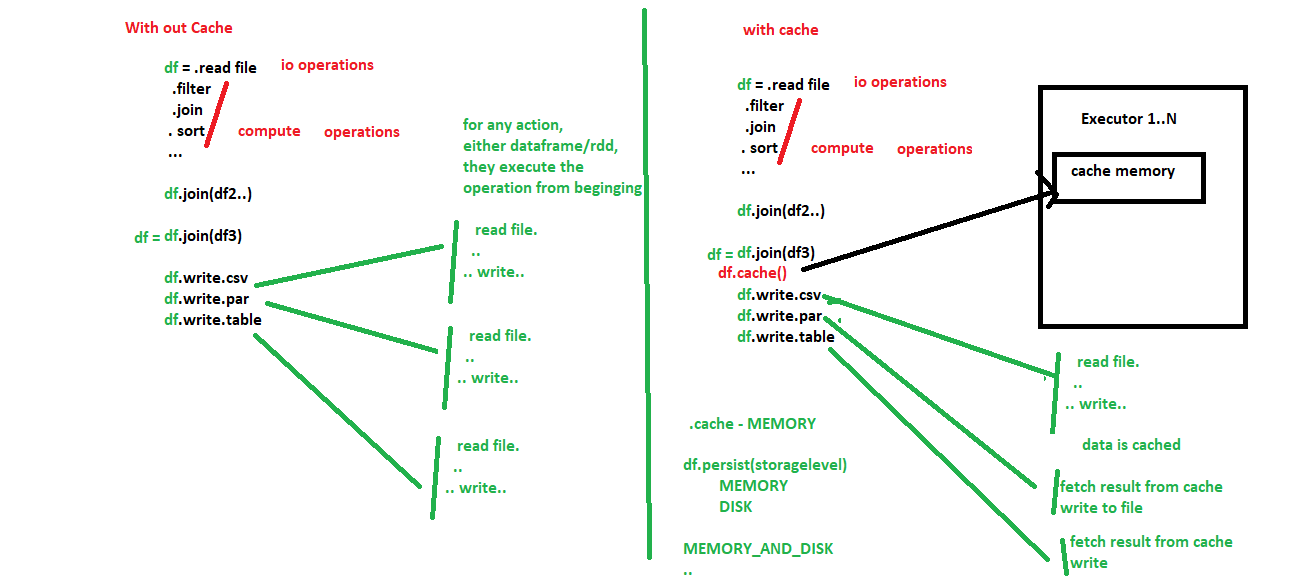 With out Cache
df = .read file
io operations
.filter
.join
. sort
compute operations
...
df.join(df2..)
df = df.join(df3)
df.write.csv
df.write.par
df.write.table
for any action,
either dataframe/rdd,
they execute the
operation from beginging
read file.
..
.. write..
read file.
..
.. write..
read file.
..
.. write..
with cache
df = .read file
io operations
.filter
.join
. sort
compute operations
...
df.join(df2..)
df = df.join(df3)
df.cache()
df.write.csv
df.write.par
df.write.table
Executor 1..N
cache memory
read file.
..
.. write..
data is cached
fetch result from cache
write to file
fetch result from cache
write
.cache - MEMORY
df.persist(storagelevel)
MEMORY
DISK
MEMORY_AND_DISK
..